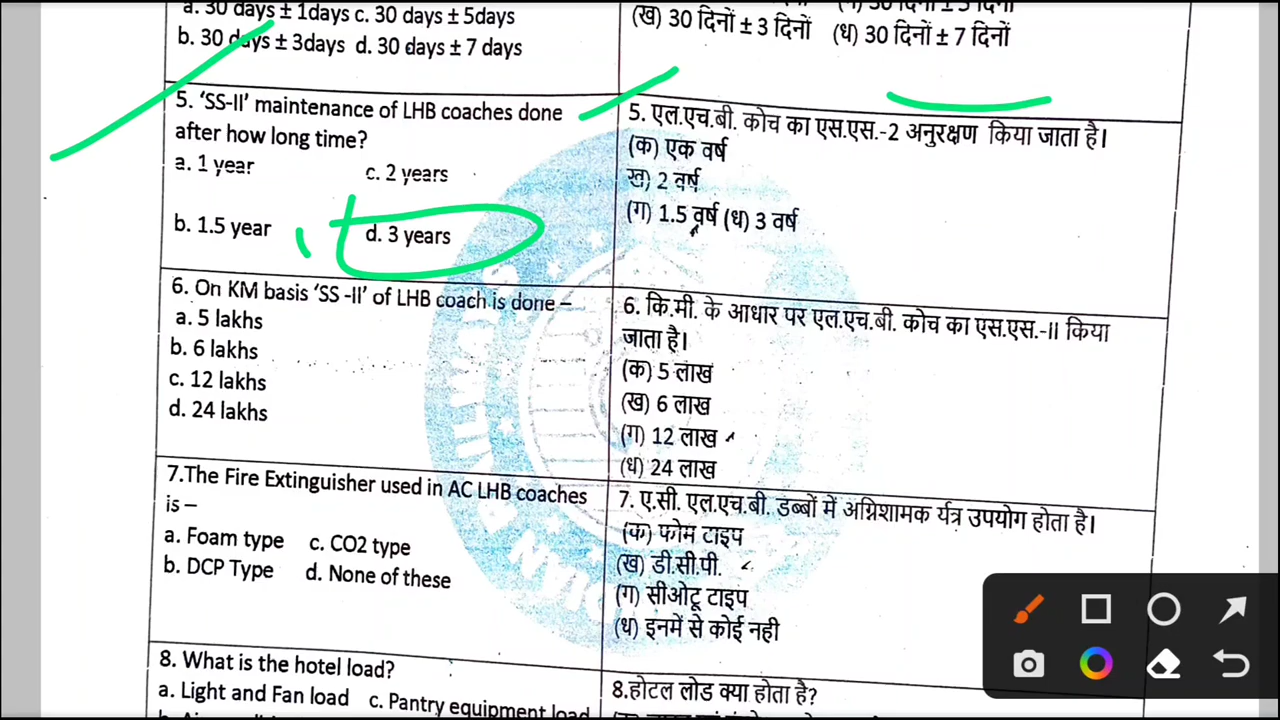 a. 30 days ± 1days c. 30 days ± 5days
b. 30 days ± 3days d. 30 days ± 7 days
(ख) 30 दिनों ± 3 दिनों (ध) 30 दिनों ± 7 दिनों
5. ‘SS-II’ maintenance of LHB coaches done
after how long time?
a. 1 year c. 2 years
b. 1.5 year d. 3 years
5. एल.एच.बी. कोच का एस.एस.-2 अनुरक्षण किया जाता है।
(क) एक वर्ष
ख) 2 वर्ष
(ग) 1.5 वर्ष (ध) 3 वर्ष
6. On KM basis ‘SS -II’ of LHB coach is done –
a. 5 lakhs
b. 6 lakhs
c. 12 lakhs
d. 24 lakhs
6. कि.मी. के आधार पर एल.एच.बी. कोच का एस.एस.-II किया
जाता है।
(क) 5 लाख
(ख) 6 लाख
(ग) 12 लाख
(ध) 24 लाख
7.The Fire Extinguisher used in AC LHB coaches
is –
a. Foam type c. CO2 type
b. DCP Type d. None of these
7. ए.सी. एल.एच.बी. डब्बों में अग्निशामक र्यत्र उपयोग होता है।
(क) फोम टाइप
(ख) डी.सी.पी.
(ग) सीओटू टाइप
(ध) इनमें से कोई नही
8. What is the hotel load?
a. Light and Fan load c. Pantry equipment load
8.होटल लोड क्या होता है?